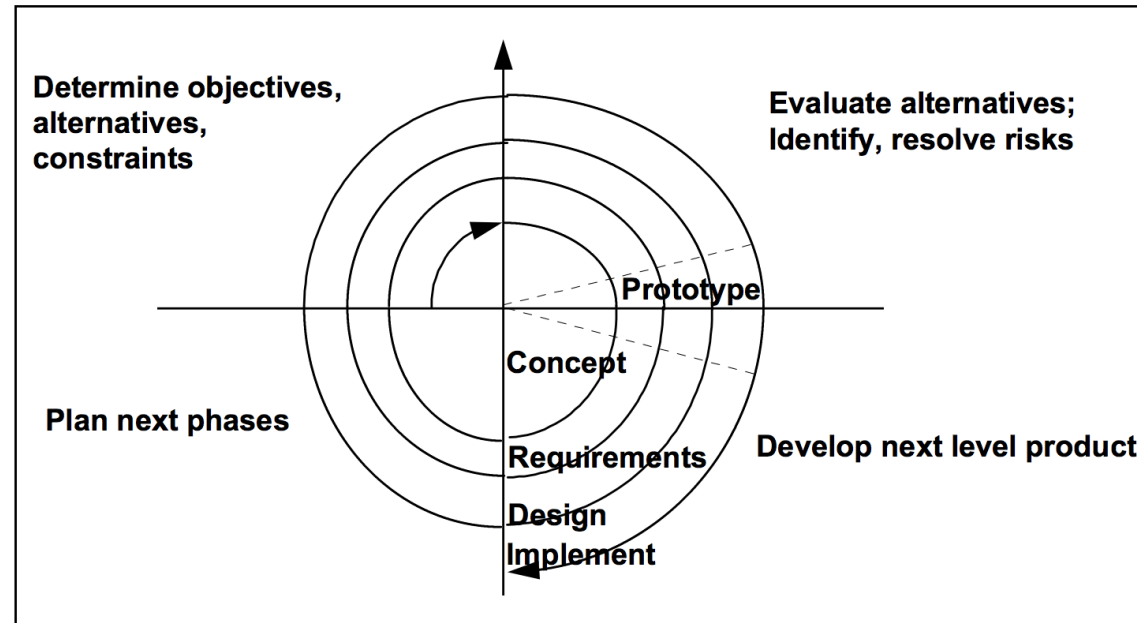 Determine objectives,
alternatives,
constraints
Evaluate alternatives;
Identify, resolve risks
Prototype
Concept
Plan next phases
Develop next level product
Requirements
Design
Implement